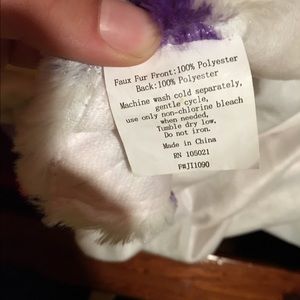 Faux Fur Front:100% Polyester
Back:100% Polyester
Machine wash cold separately,
gentle cycle,
use only non-chlorine bleach
when needed,
Tumble dry low.
Do not iron.
Made in China
RN 105021
F#JI1090